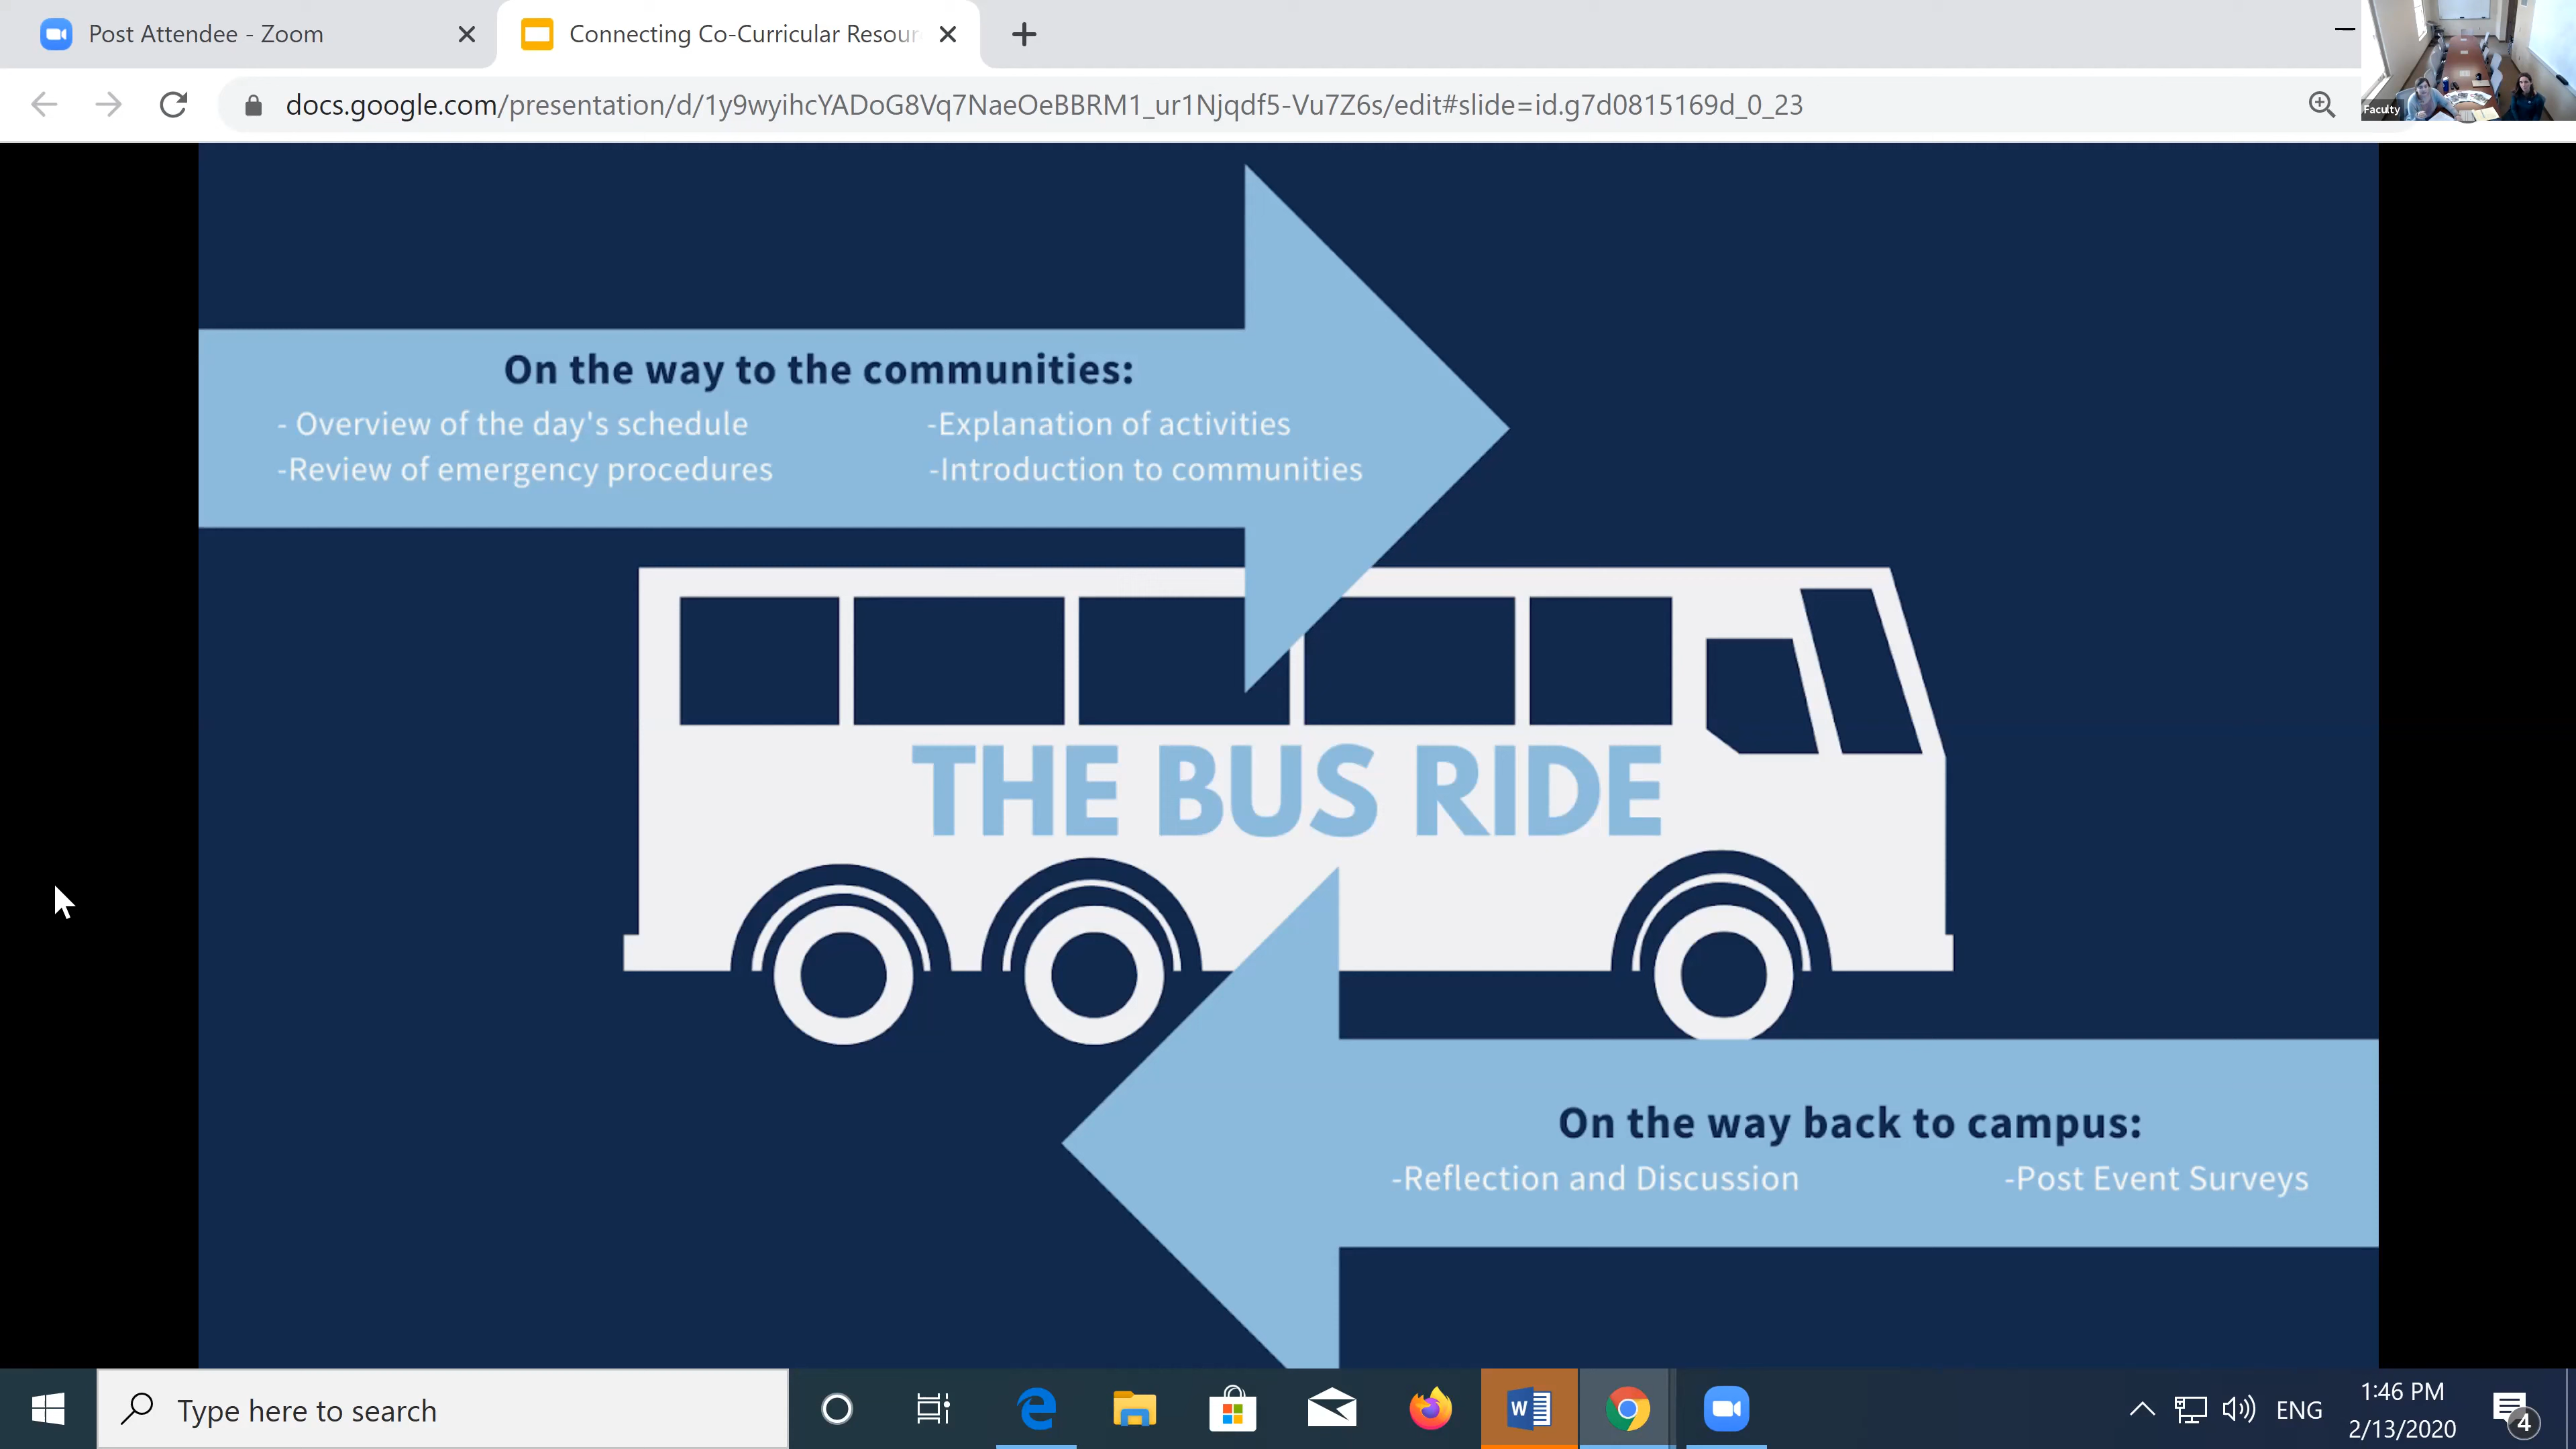 Post Attendee - Zoom
Connecting Co-Curricular Resour
docs.google.com/presentation/d/1y9wyihcYADoG8Vq7NaeOeBBRM1_ur1Njqdf5-Vu7Z6s/edit#slide=id.g7d0815169d_0_23
Faculty
On the way to the communities:
- Overview of the day's schedule
-Explanation of activities
-Review of emergency procedures
-Introduction to communities
THE BUS RIDE
On the way back to campus:
-Reflection and Discussion
-Post Event Surveys
Type here to search
W
ENG
1:46 PM
2/13/2020
4